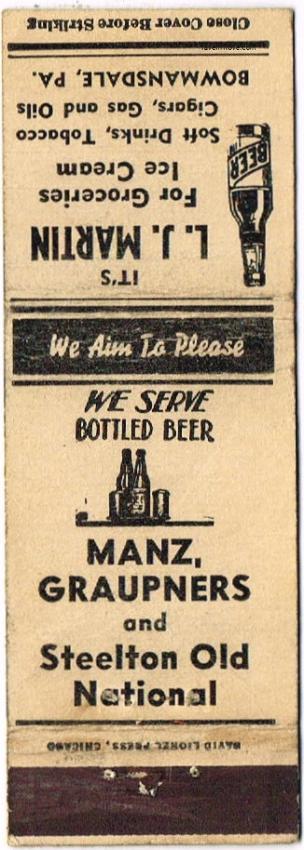 Close Cover Before Striking
IT'S
L. J. MARTIN
For Groceries
Ice Cream
Soft Drinks, Tobacco
Cigars, Gas and Oils
BOWMANSDALE, PA.
BEER
We Aim To Please
WE SERVE
BOTTLED BEER
MANZ,
GRAUPNERS
and
Steelton Old
National
DAVID LIONEL PRESS, CHICAGO